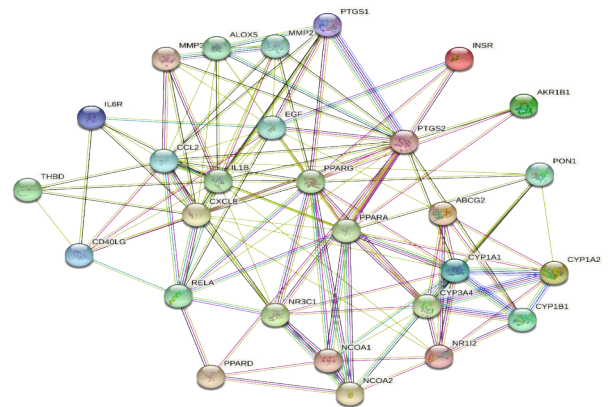 PTGS1
ALOX5
MMP2
MMP3
INSR
AKR1B1
IL6R
EGF
PTGS2
CCL2
IL1B
PPARG
PON1
THBD
CXCL8
ABCG2
PPARA
CD40LG
CYP1A1
CYP1A2
RELA
CYP3A4
NR3C1
CYP1B1
NCOA1
NR1I2
PPARD
NCOA2